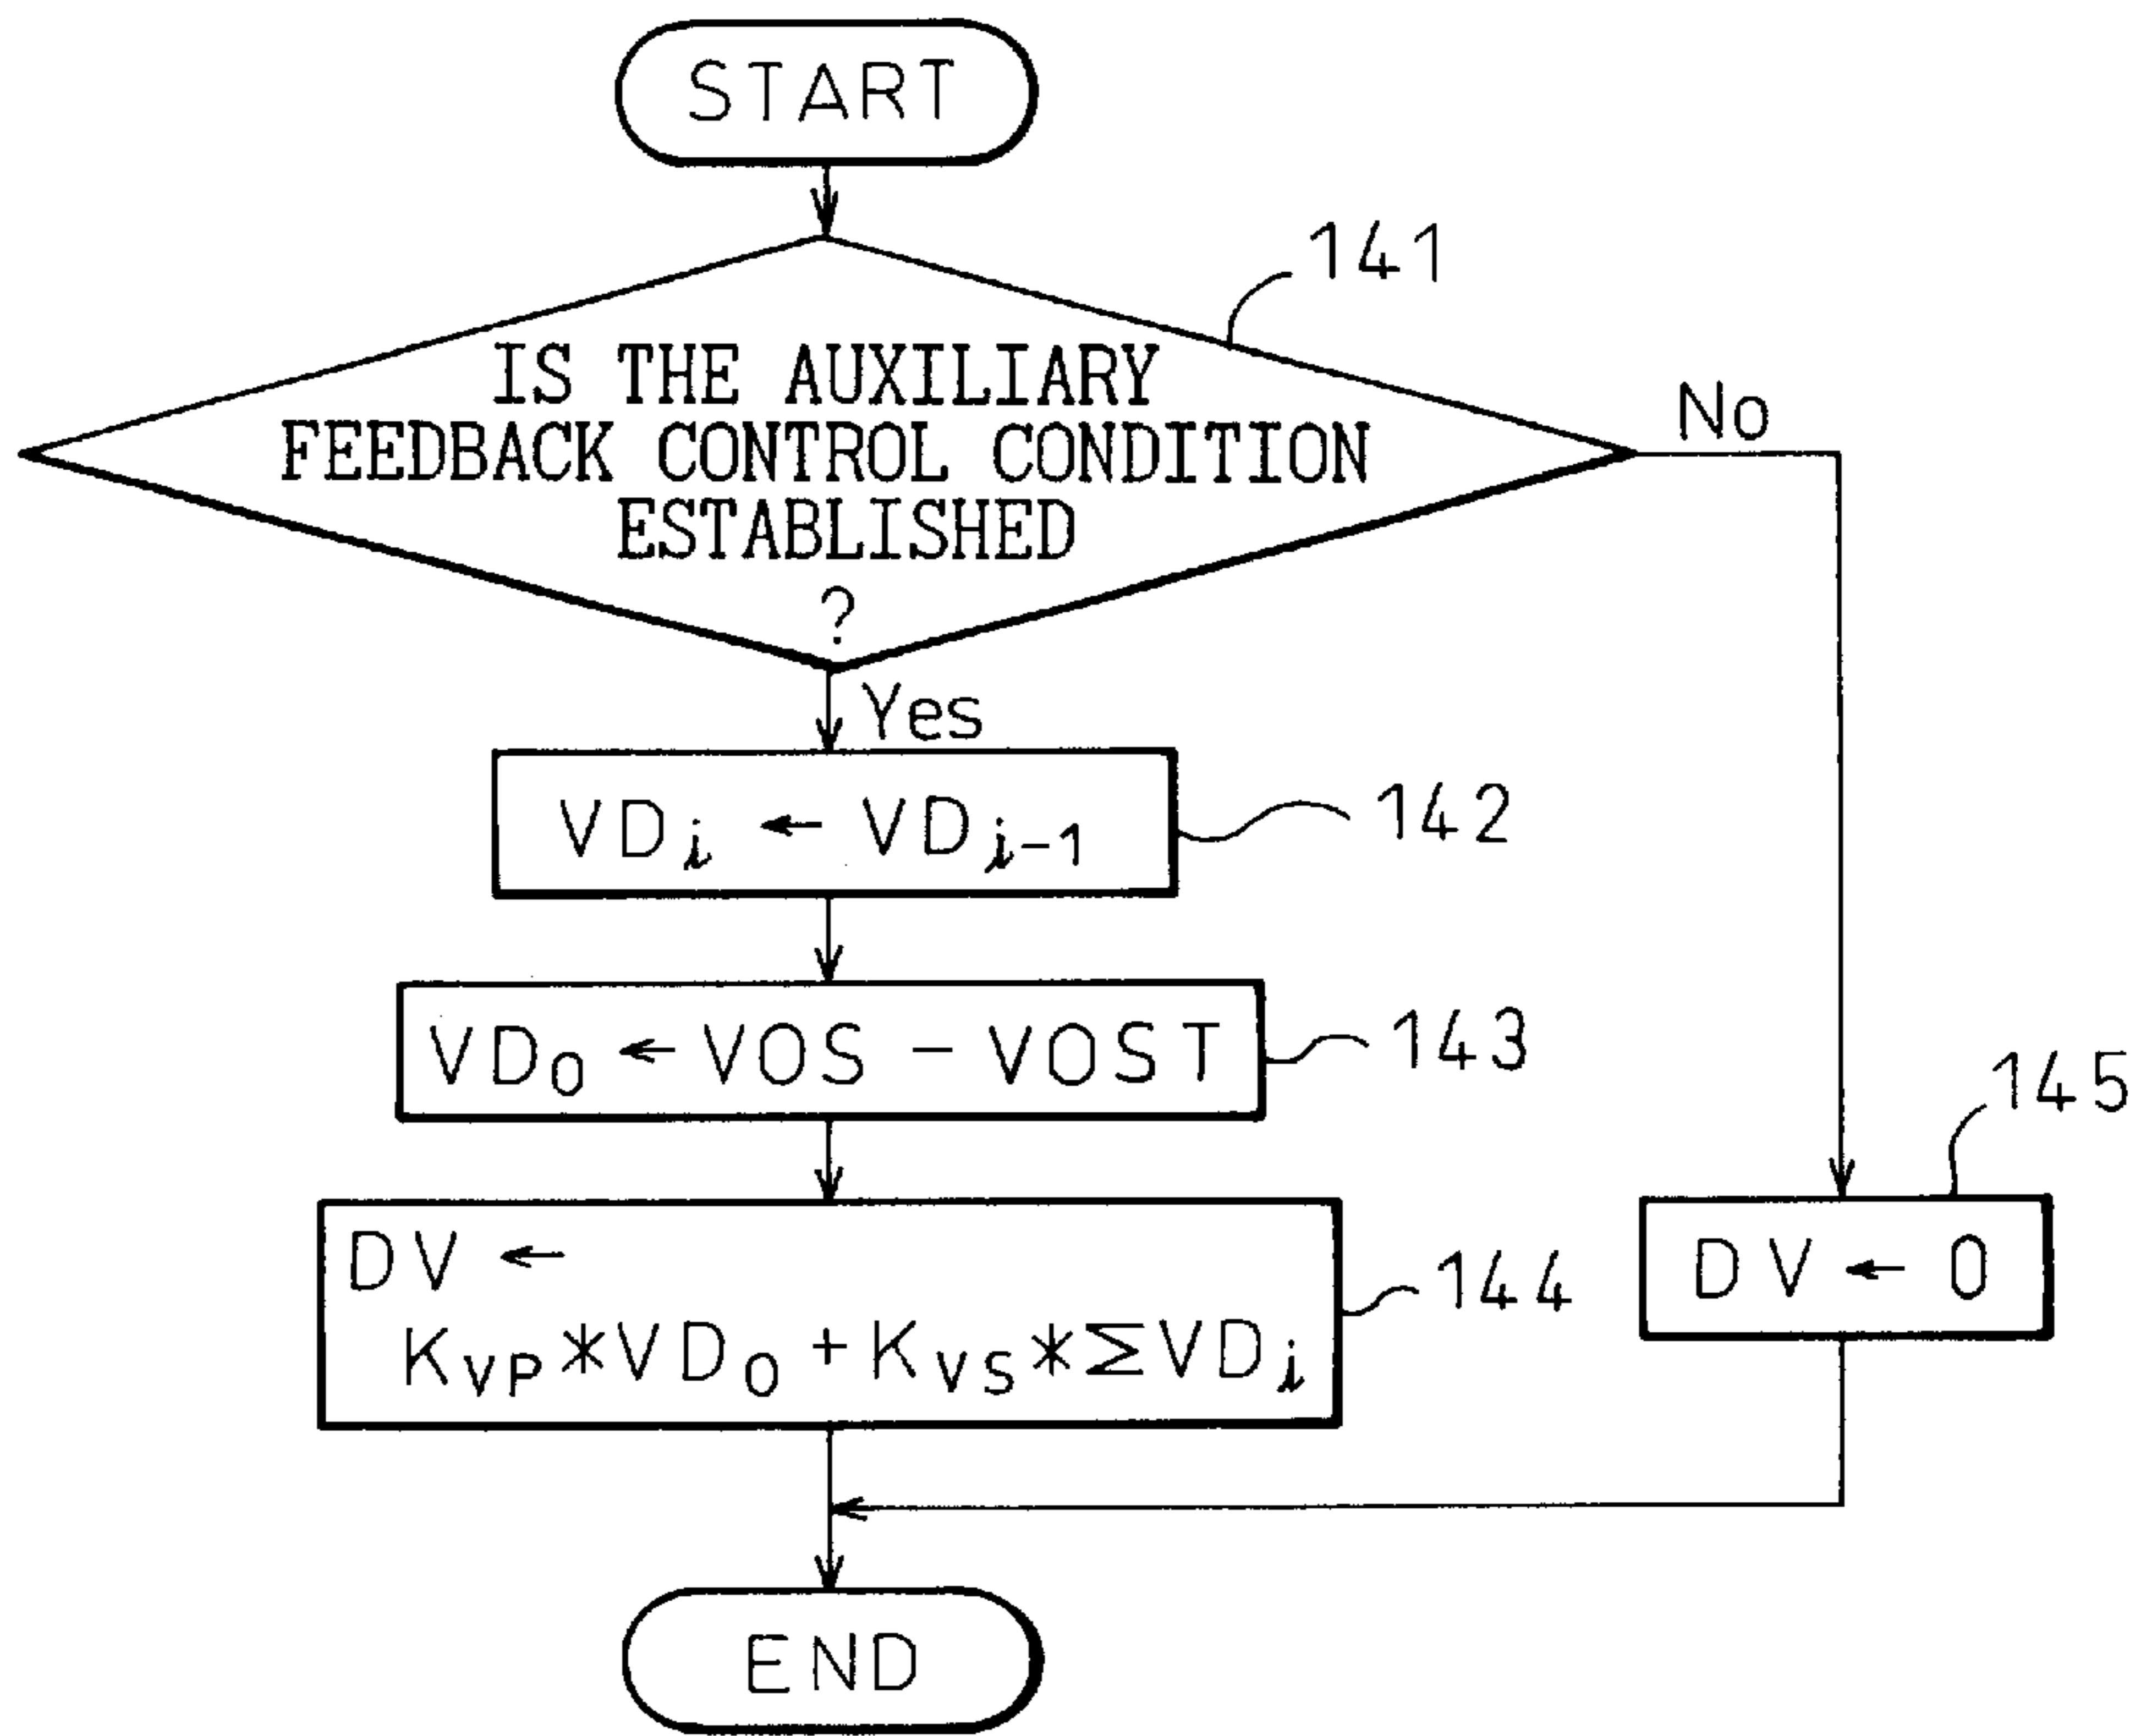 START
141
IS THE AUXILIARY
FEEDBACK CONTROL CONDITION
ESTABLISHED
?
No
Yes
VDi ← VDi-1
142
VD0 ← VOS - VOST
143
145
DV ←
KVP*VD0 + KVS*ΣVDi
144
DV ← 0
END